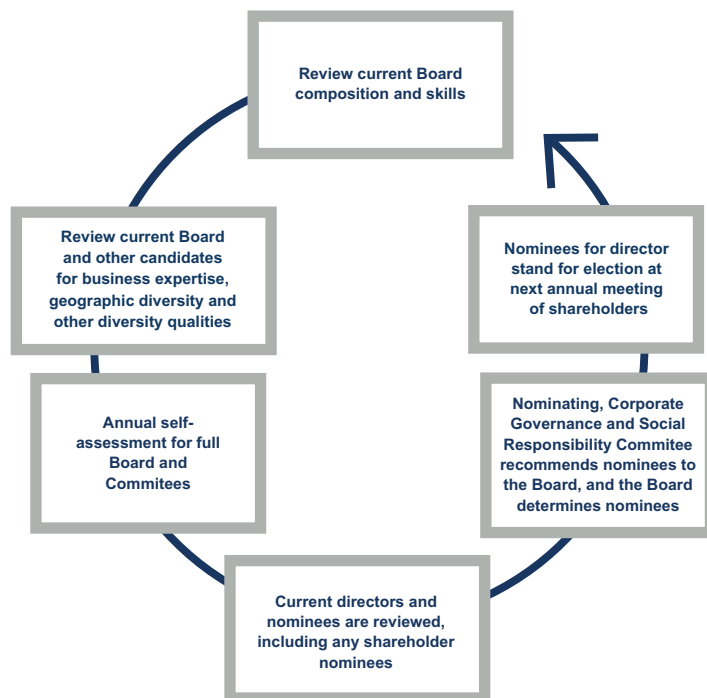 Review current Board
composition and skills
Review current Board
and other candidates
for business expertise,
geographic diversity and
other diversity qualities
Annual self-
assessment for full
Board and
Commitees
Current directors and
nominees are reviewed,
including any shareholder
nominees
Nominating, Corporate
Governance and Social
Responsibility Commitee
recommends nominees to
the Board, and the Board
determines nominees
Nominees for director
stand for election at
next annual meeting
of shareholders